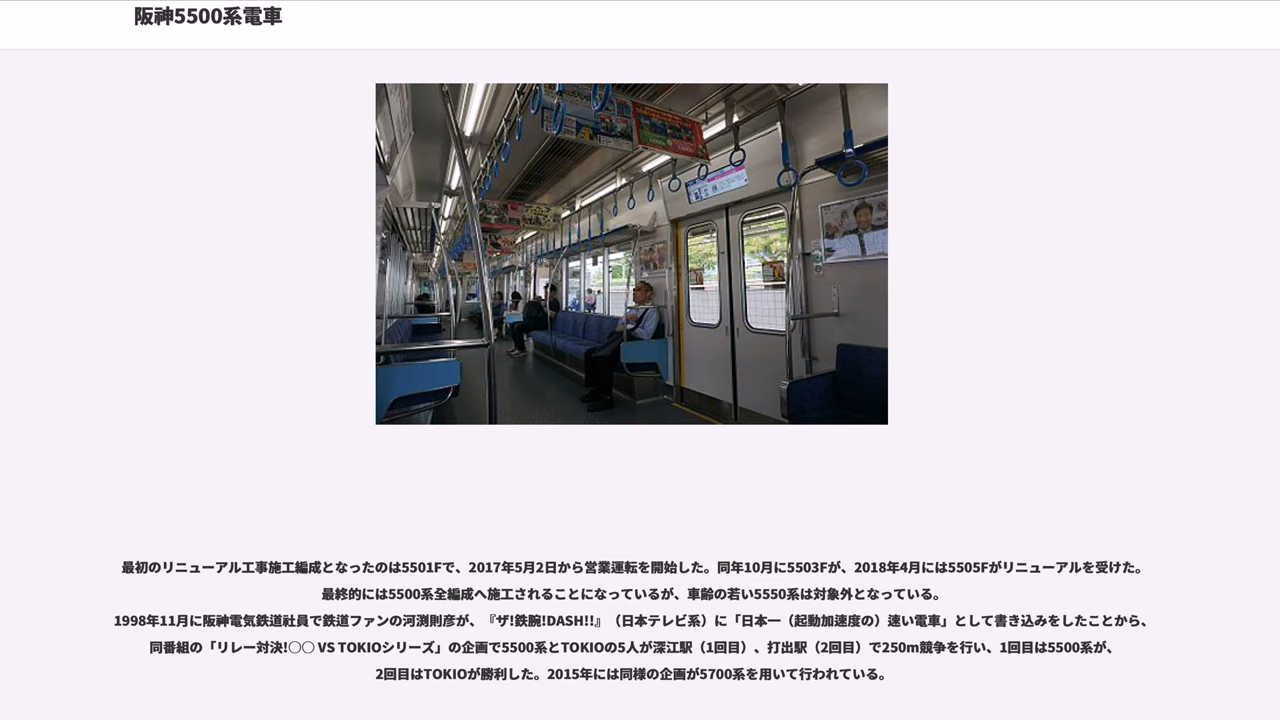 阪神5500系電車
最初のリニューアル工事施工編成となったのは5501Fで、2017年5月2日から営業運転を開始した。同年10月に5503Fが、2018年4月には5505Fがリニューアルを受けた。
最終的には5500系全編成へ施工されることになっているが、車齢の若い5550系は対象外となっている。
1998年11月に阪神電気鉄道社員で鉄道ファンの河渕則彦が、『ザ!鉄腕!DASH!!』（日本テレビ系）に「日本一（起動加速度の）速い電車」として書き込みをしたことから、
同番組の「リレー対決!○○ VS TOKIOシリーズ」の企画で5500系とTOKIOの5人が深江駅（1回目）、打出駅（2回目）で250m競争を行い、1回目は5500系が、
2回目はTOKIOが勝利した。2015年には同様の企画が5700系を用いて行われている。